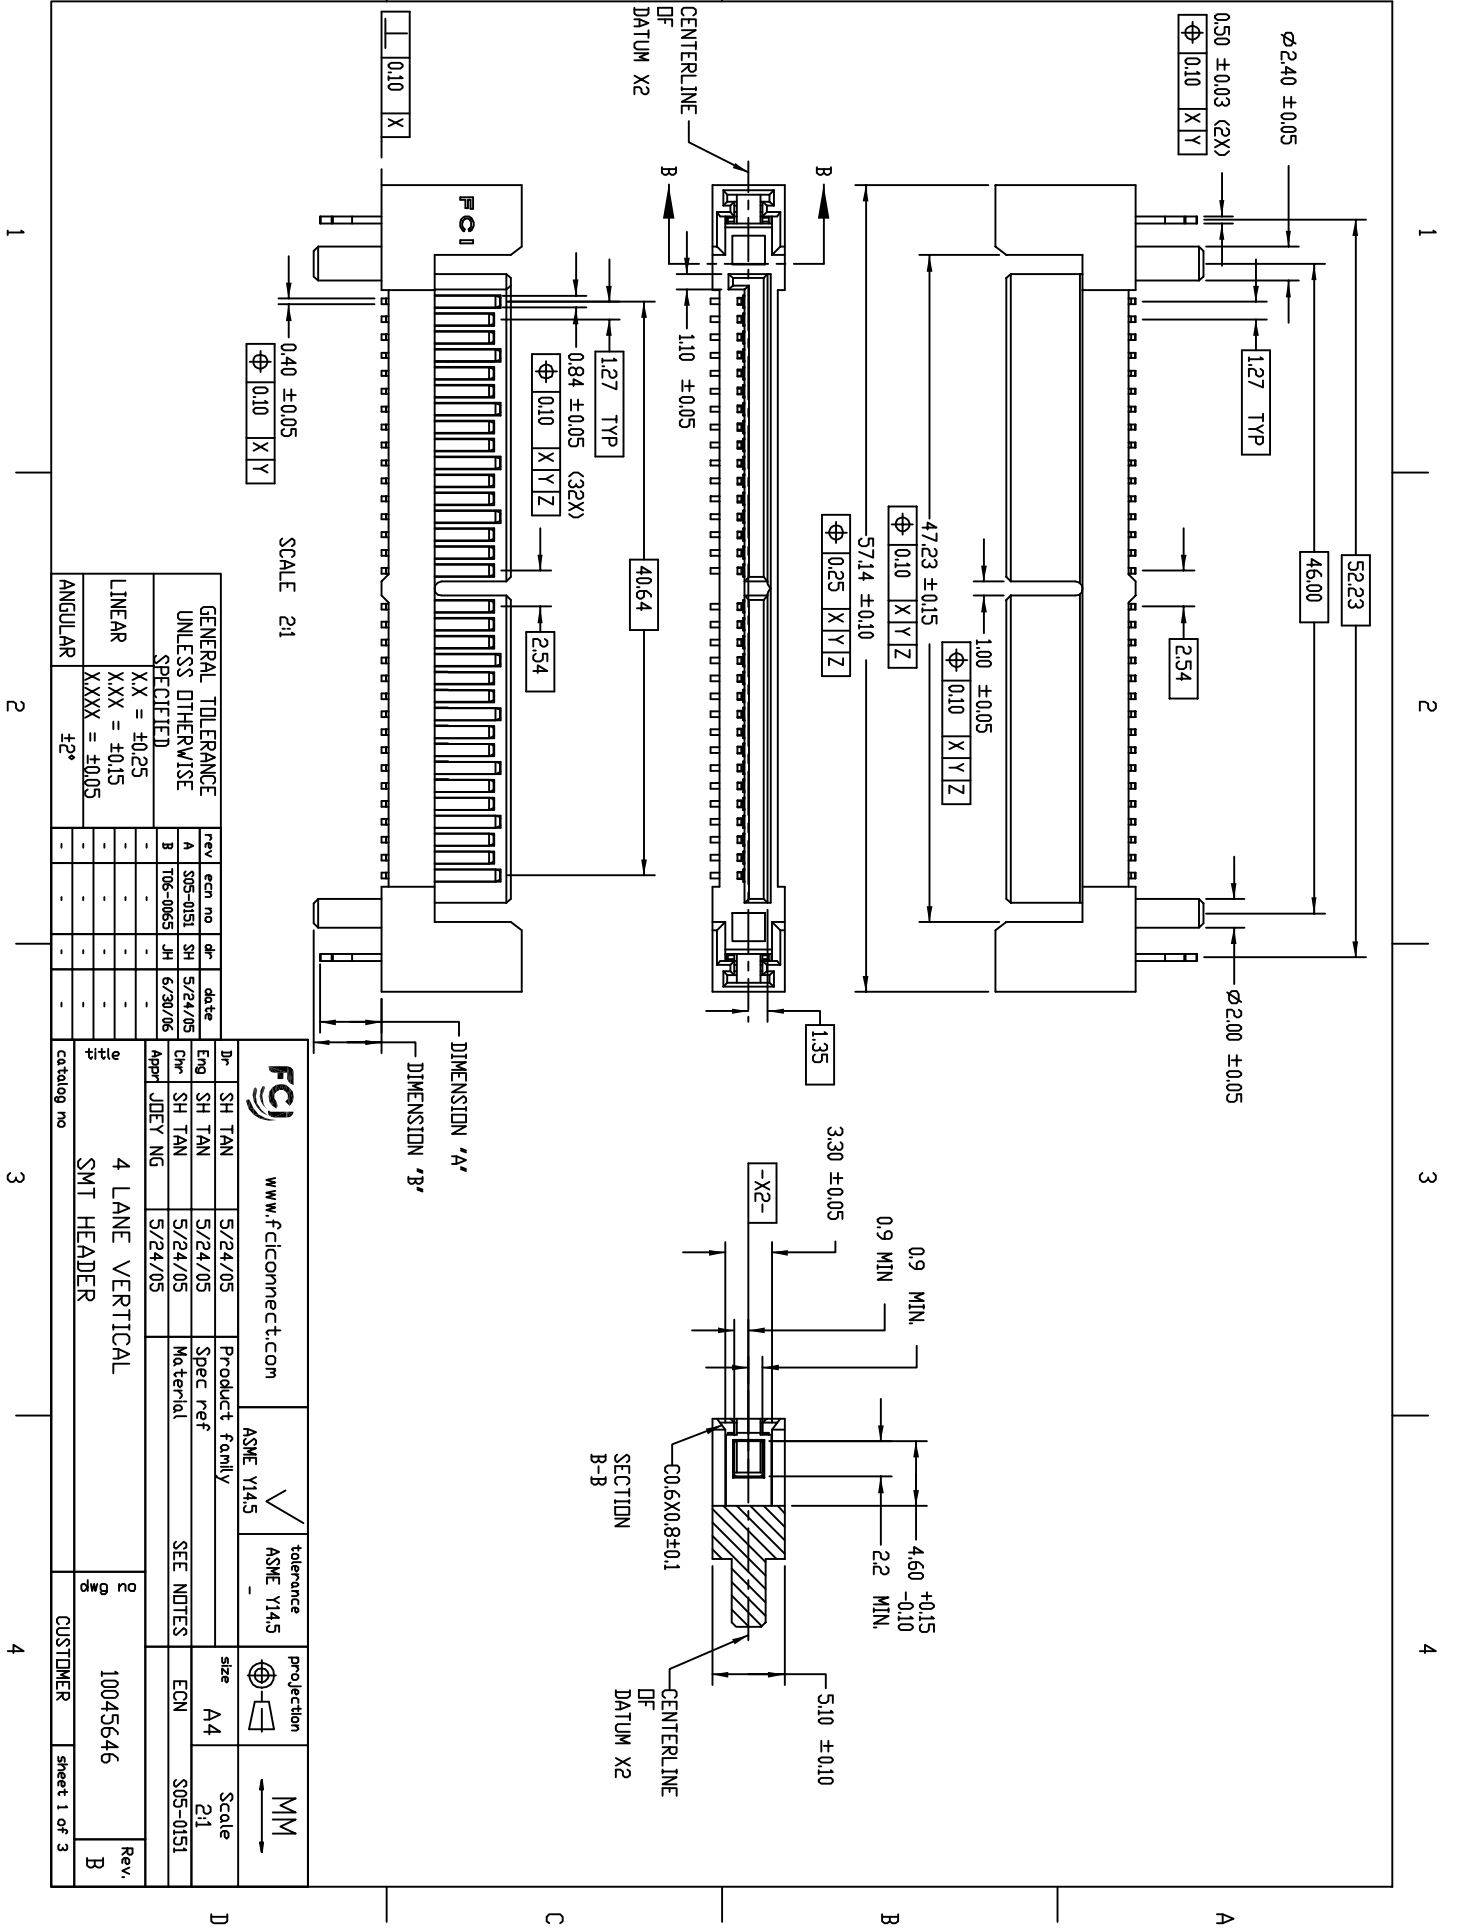 1
2
3
4
A
B
C
D
⌀2.40 ±0.05
0.50 ±0.03 (2X)
⌖ 0.10 X Y
52.23
46.00
1.27 TYP
2.54
⌀2.00 ±0.05
1.00 ±0.05
⌖ 0.10 X Y Z
47.23 ±0.15
⌖ 0.10 X Y Z
57.14 ±0.10
⌖ 0.25 X Y Z
B
B
CENTERLINE
OF
DATUM X2
1.10 ±0.05
1.35
40.64
1.27 TYP
0.84 ±0.05 (32X)
⌖ 0.10 X Y Z
2.54
⊥ 0.10 X
FCI
0.40 ±0.05
⌖ 0.10 X Y
SCALE 2:1
DIMENSION "A"
DIMENSION "B"
3.30 ±0.05
-X2-
0.9 MIN
0.9 MIN.
4.60 +0.15
-0.10
2.2 MIN.
5.10 ±0.10
C0.6X0.8±0.1
SECTION
B-B
CENTERLINE
OF
DATUM X2
GENERAL TOLERANCE
UNLESS OTHERWISE
SPECIFIED
LINEAR
X.X = ±0.25
X.XX = ±0.15
X.XXX = ±0.05
ANGULAR ±2°
rev ecn no dr date
A S05-0151 SH 5/24/05
B T06-0065 JH 6/30/06
- - - -
- - - -
- - - -
- - - -
- - - -
FCI www.fciconnect.com
ASME Y14.5
tolerance
ASME Y14.5
-
projection
MM
Dr SH TAN 5/24/05 Product family
Eng SH TAN 5/24/05 Spec ref
Chr SH TAN 5/24/05 Material SEE NOTES
Appr JOEY NG 5/24/05
size A4
Scale 2:1
ECN S05-0151
title
4 LANE VERTICAL
SMT HEADER
dwg no
10045646
Rev.
B
catalog no
CUSTOMER
sheet 1 of 3
1
2
3
4